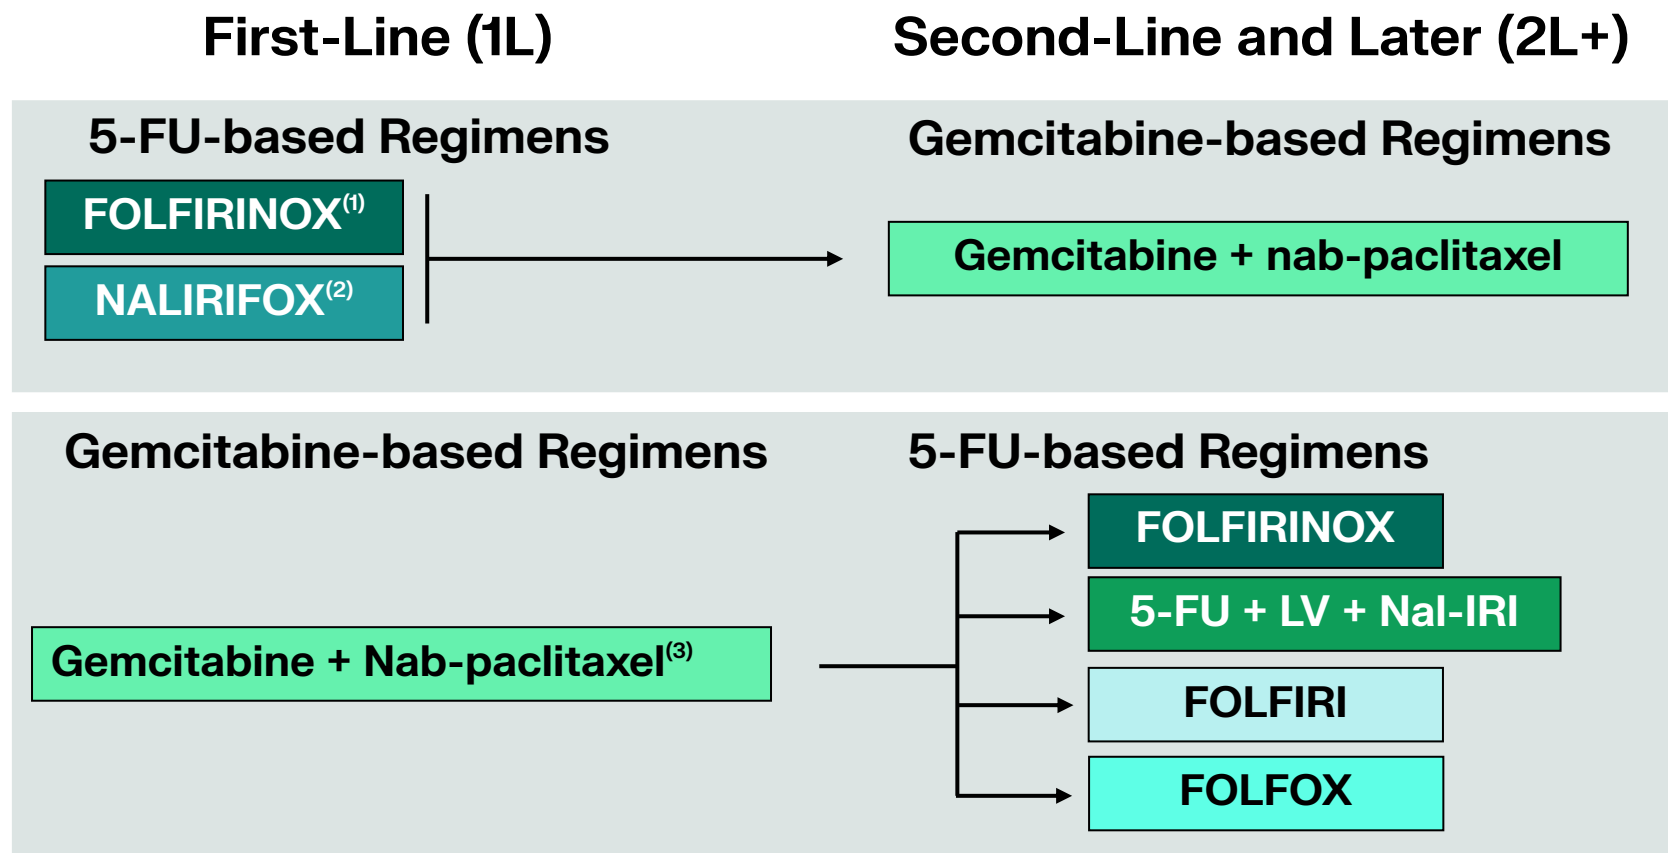 First-Line (1L)
Second-Line and Later (2L+)
5-FU-based Regimens
FOLFIRINOX(1)
NALIRIFOX(2)
Gemcitabine-based Regimens
Gemcitabine + nab-paclitaxel
Gemcitabine-based Regimens
Gemcitabine + Nab-paclitaxel(3)
5-FU-based Regimens
FOLFIRINOX
5-FU + LV + Nal-IRI
FOLFIRI
FOLFOX